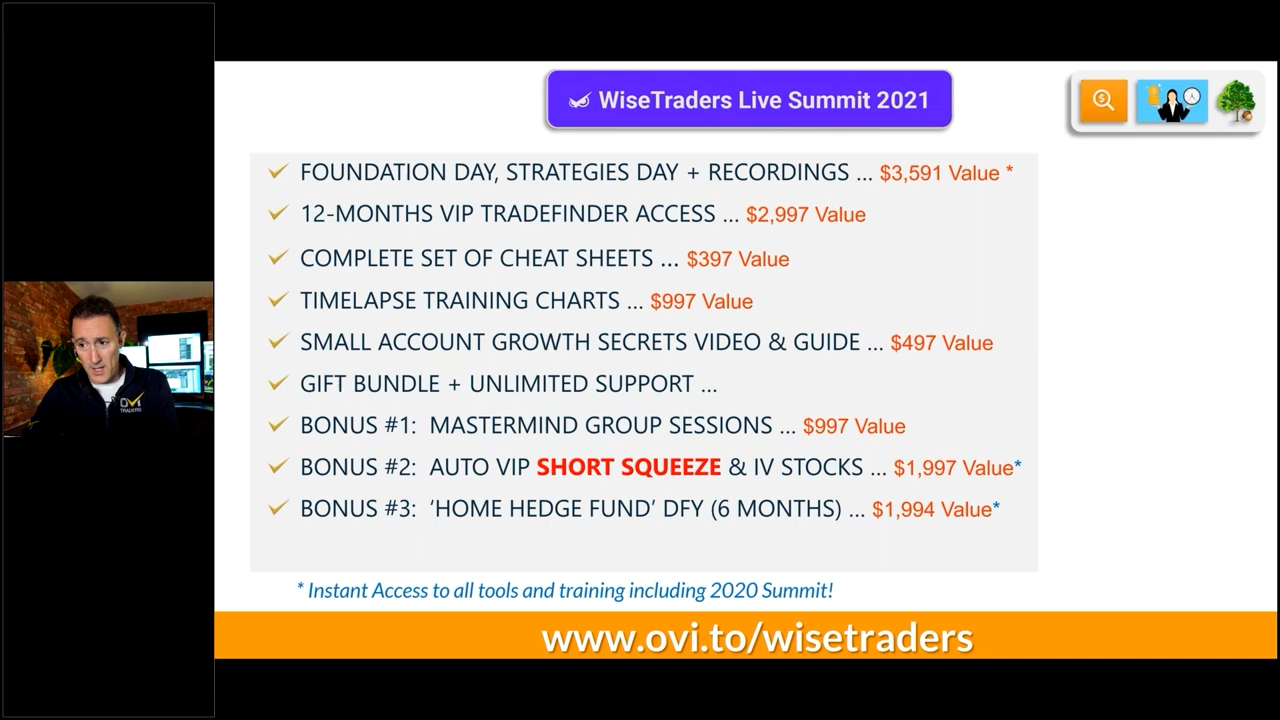 WiseTraders Live Summit 2021
FOUNDATION DAY, STRATEGIES DAY + RECORDINGS ... $3,591 Value *
12-MONTHS VIP TRADEFINDER ACCESS ... $2,997 Value
COMPLETE SET OF CHEAT SHEETS ... $397 Value
TIMELAPSE TRAINING CHARTS ... $997 Value
SMALL ACCOUNT GROWTH SECRETS VIDEO & GUIDE ... $497 Value
GIFT BUNDLE + UNLIMITED SUPPORT ...
BONUS #1: MASTERMIND GROUP SESSIONS ... $997 Value
BONUS #2: AUTO VIP SHORT SQUEEZE & IV STOCKS ... $1,997 Value*
BONUS #3: ‘HOME HEDGE FUND’ DFY (6 MONTHS) ... $1,994 Value*
* Instant Access to all tools and training including 2020 Summit!
www.ovi.to/wisetraders
OVI
TRADERS